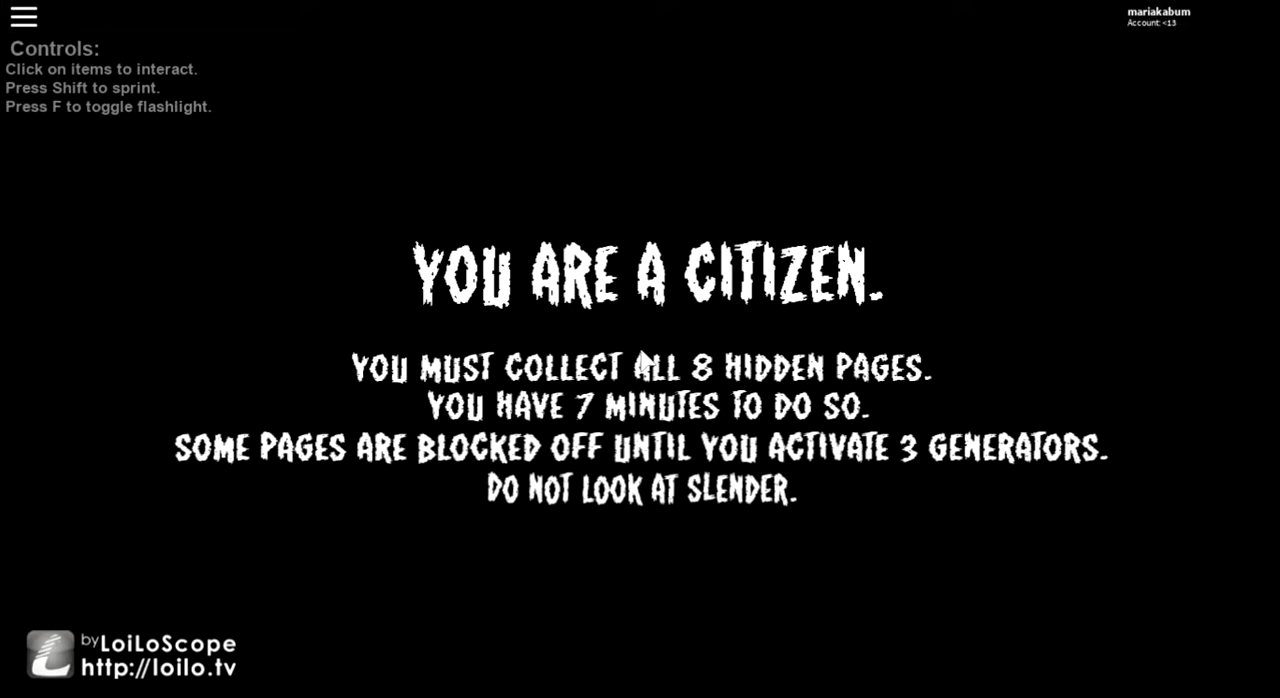 mariakabum
Account: <13
Controls:
Click on items to interact.
Press Shift to sprint.
Press F to toggle flashlight.
YOU ARE A CITIZEN.
YOU MUST COLLECT ALL 8 HIDDEN PAGES.
YOU HAVE 7 MINUTES TO DO SO.
SOME PAGES ARE BLOCKED OFF UNTIL YOU ACTIVATE 3 GENERATORS.
DO NOT LOOK AT SLENDER.
by LoiLoScope
http://loilo.tv